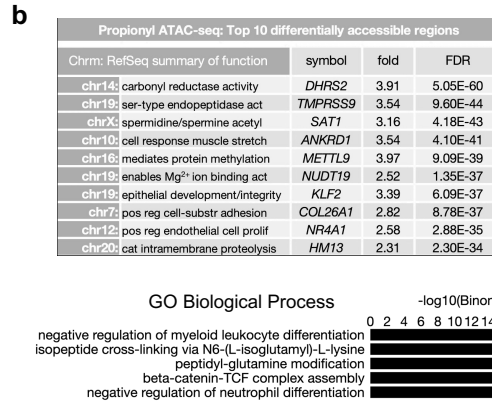 b
Propionyl ATAC-seq: Top 10 differentially accessible regions
Chrm: RefSeq summary of function symbol fold FDR
chr14: carbonyl reductase activity DHRS2 3.91 5.05E-60
chr19: ser-type endopeptidase act TMPRSS9 3.54 9.60E-44
chrX: spermidine/spermine acetyl SAT1 3.16 4.18E-43
chr10: cell response muscle stretch ANKRD1 3.54 4.10E-41
chr16: mediates protein methylation METTL9 3.97 9.09E-39
chr19: enables Mg²⁺ ion binding act NUDT19 2.52 1.35E-37
chr19: epithelial development/integrity KLF2 3.39 6.09E-37
chr7: pos reg cell-substr adhesion COL26A1 2.82 8.78E-37
chr12: pos reg endothelial cell prolif NR4A1 2.58 2.88E-35
chr20: cat intramembrane proteolysis HM13 2.31 2.30E-34
GO Biological Process -log10(Binom
0 2 4 6 8 10 12 14
negative regulation of myeloid leukocyte differentiation
isopeptide cross-linking via N6-(L-isoglutamyl)-L-lysine
peptidyl-glutamine modification
beta-catenin-TCF complex assembly
negative regulation of neutrophil differentiation